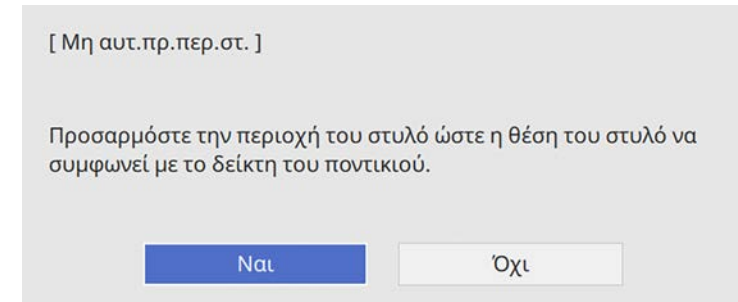 [ Μη αυτ.πρ.περ.στ. ]
Προσαρμόστε την περιοχή του στυλό ώστε η θέση του στυλό να
συμφωνεί με το δείκτη του ποντικιού.
Ναι
Όχι